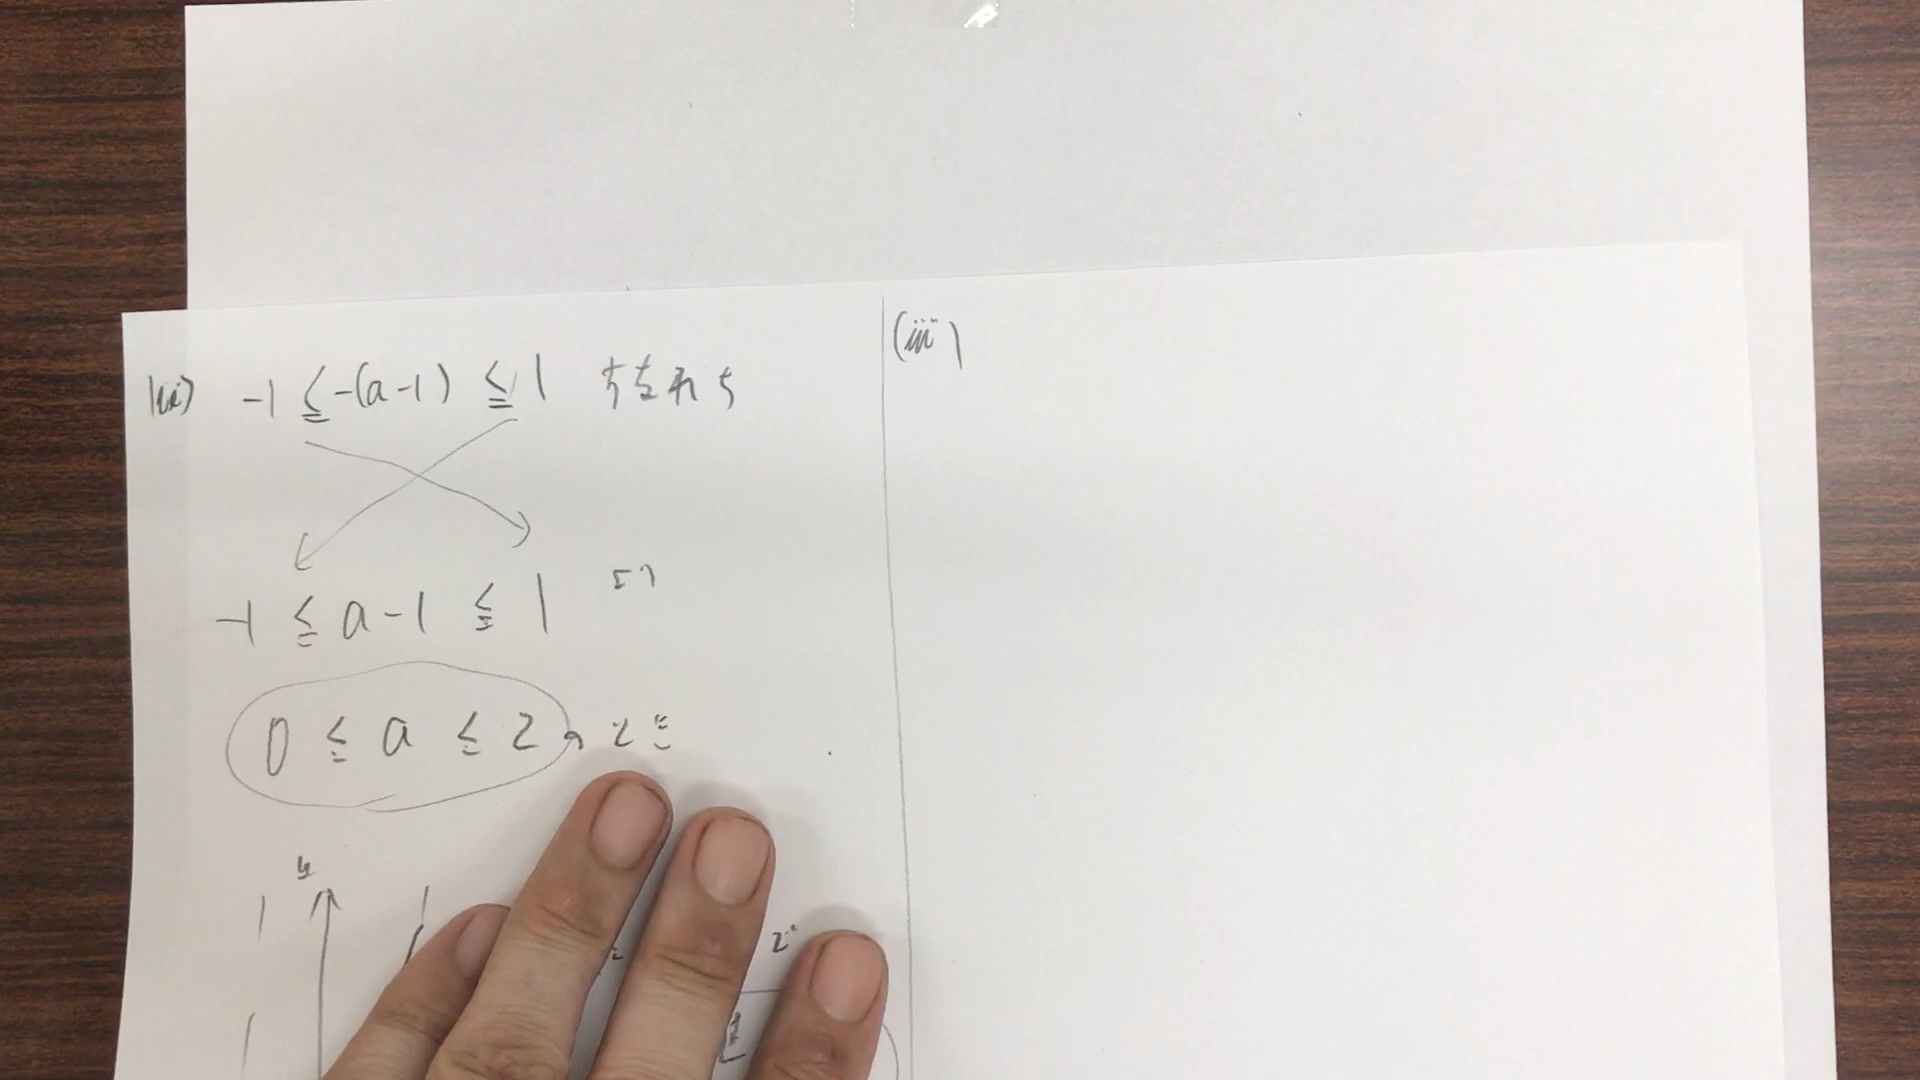 (ii) -1 ≦ -(a-1) ≦ 1 すなわち
-1 ≦ a-1 ≦ 1 より
0 ≦ a ≦ 2 のとき
y
(iii)